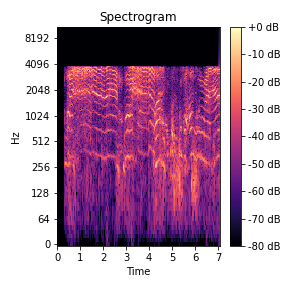 Spectrogram
+0 dB
8192
-10 dB
4096
-20 dB
2048
-30 dB
1024
Hz
-40 dB
512
-50 dB
256
128
-60 dB
64
-70 dB
0
-80 dB
0 1 2 3 4 5 6 7
Time